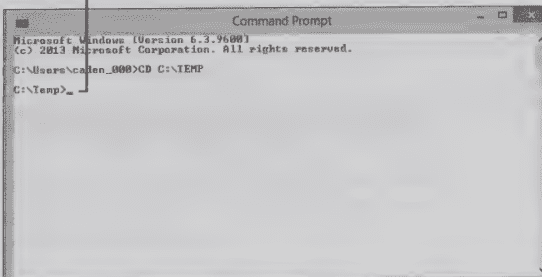 Command Prompt
Microsoft Windows [Version 6.3.9600]
(c) 2013 Microsoft Corporation. All rights reserved.
C:\Users\caden_000>CD C:\TEMP
C:\Temp>_